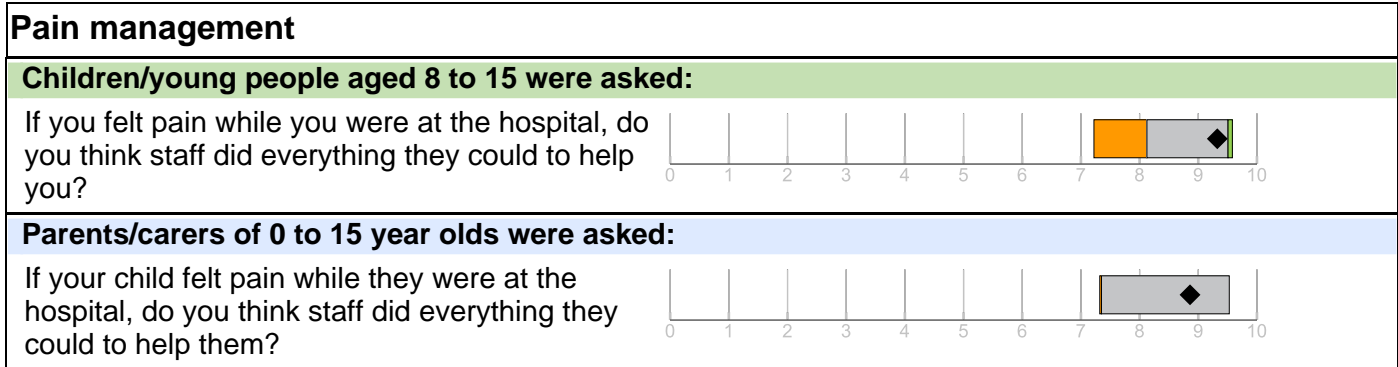 Pain management
Children/young people aged 8 to 15 were asked:
If you felt pain while you were at the hospital, do
you think staff did everything they could to help
you?
0 1 2 3 4 5 6 7 8 9 10
Parents/carers of 0 to 15 year olds were asked:
If your child felt pain while they were at the
hospital, do you think staff did everything they
could to help them?
0 1 2 3 4 5 6 7 8 9 10